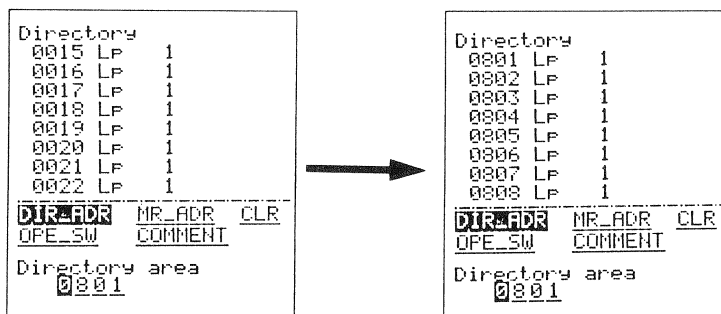 Directory
0015 Lp 1
0016 Lp 1
0017 Lp 1
0018 Lp 1
0019 Lp 1
0020 Lp 1
0021 Lp 1
0022 Lp 1
DIR_ADR MR_ADR CLR
OPE_SW COMMENT
Directory area
0801
Directory
0801 Lp 1
0802 Lp 1
0803 Lp 1
0804 Lp 1
0805 Lp 1
0806 Lp 1
0807 Lp 1
0808 Lp 1
DIR_ADR MR_ADR CLR
OPE_SW COMMENT
Directory area
0801